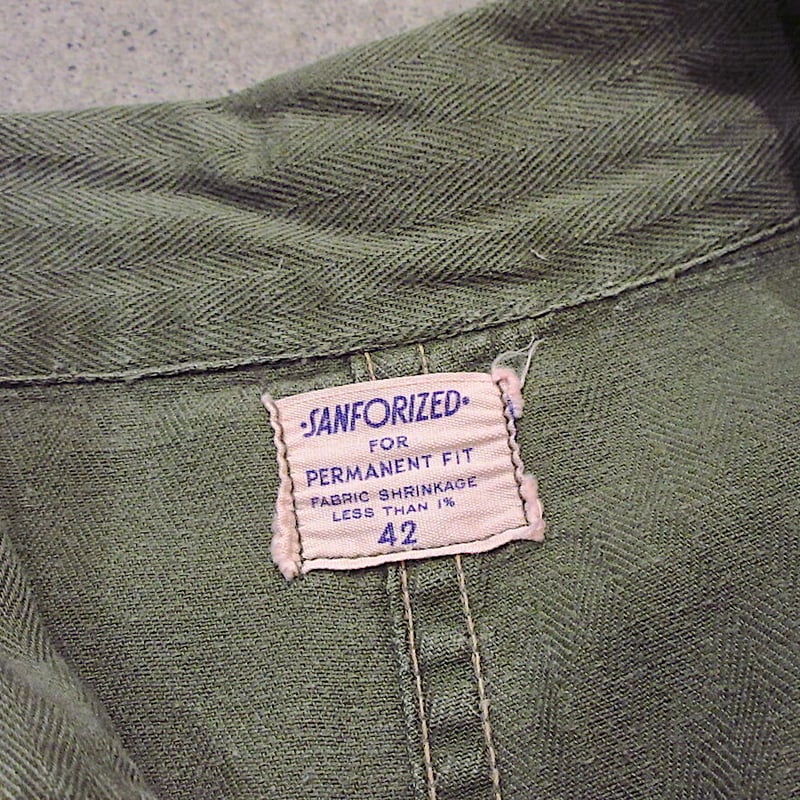 ·SANFORIZED·
FOR
PERMANENT FIT
FABRIC SHRINKAGE
LESS THAN 1%
42